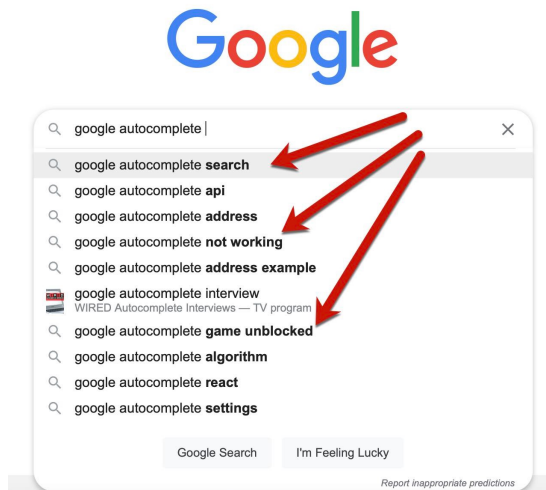 Google
google autocomplete
google autocomplete search
google autocomplete api
google autocomplete address
google autocomplete not working
google autocomplete address example
google autocomplete interview
WIRED Autocomplete Interviews — TV program
google autocomplete game unblocked
google autocomplete algorithm
google autocomplete react
google autocomplete settings
Google Search I'm Feeling Lucky
Report inappropriate predictions